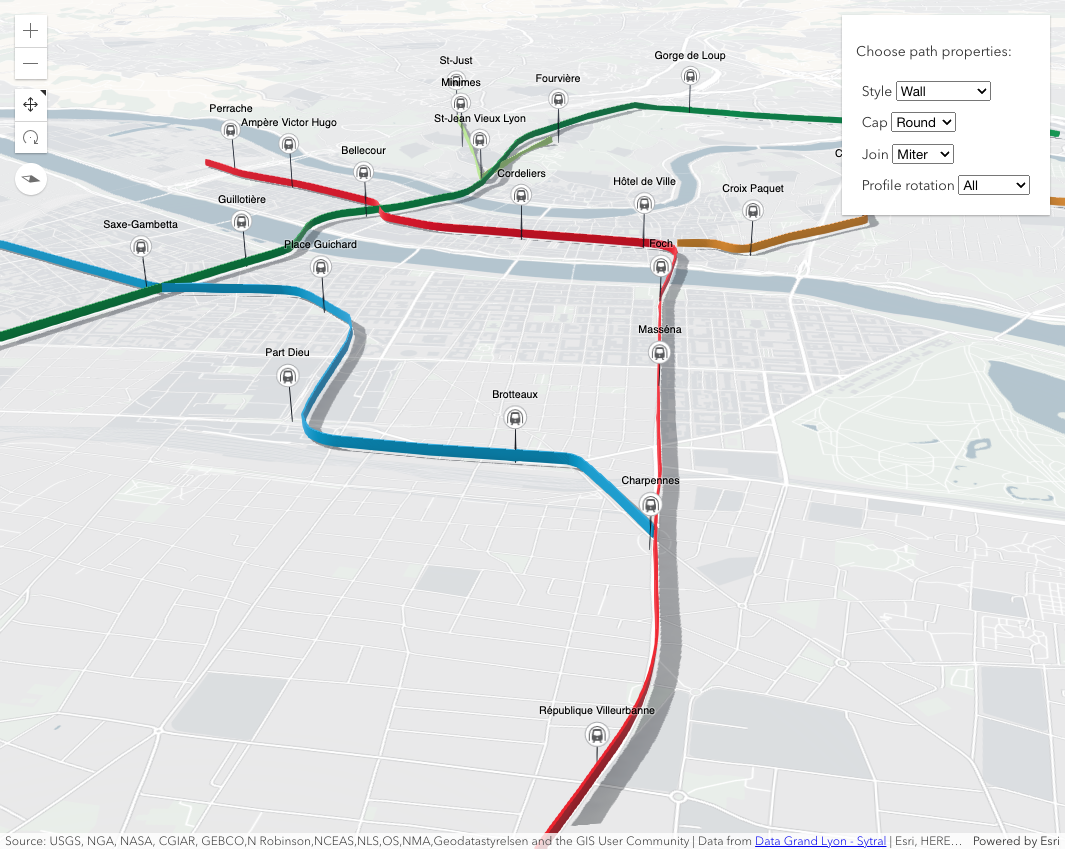 Choose path properties:
Style Wall
Cap Round
Join Miter
Profile rotation All
St-Just
Minimes
Fourvière
Gorge de Loup
Perrache
Ampère Victor Hugo
St-Jean Vieux Lyon
C
Bellecour
Cordeliers
Hôtel de Ville
Croix Paquet
Guillotière
Saxe-Gambetta
Place Guichard
Foch
Masséna
Part Dieu
Brotteaux
Charpennes
République Villeurbanne
Source: USGS, NGA, NASA, CGIAR, GEBCO,N Robinson,NCEAS,NLS,OS,NMA,Geodatastyrelsen and the GIS User Community | Data from Data Grand Lyon - Sytral | Esri, HERE… Powered by Esri